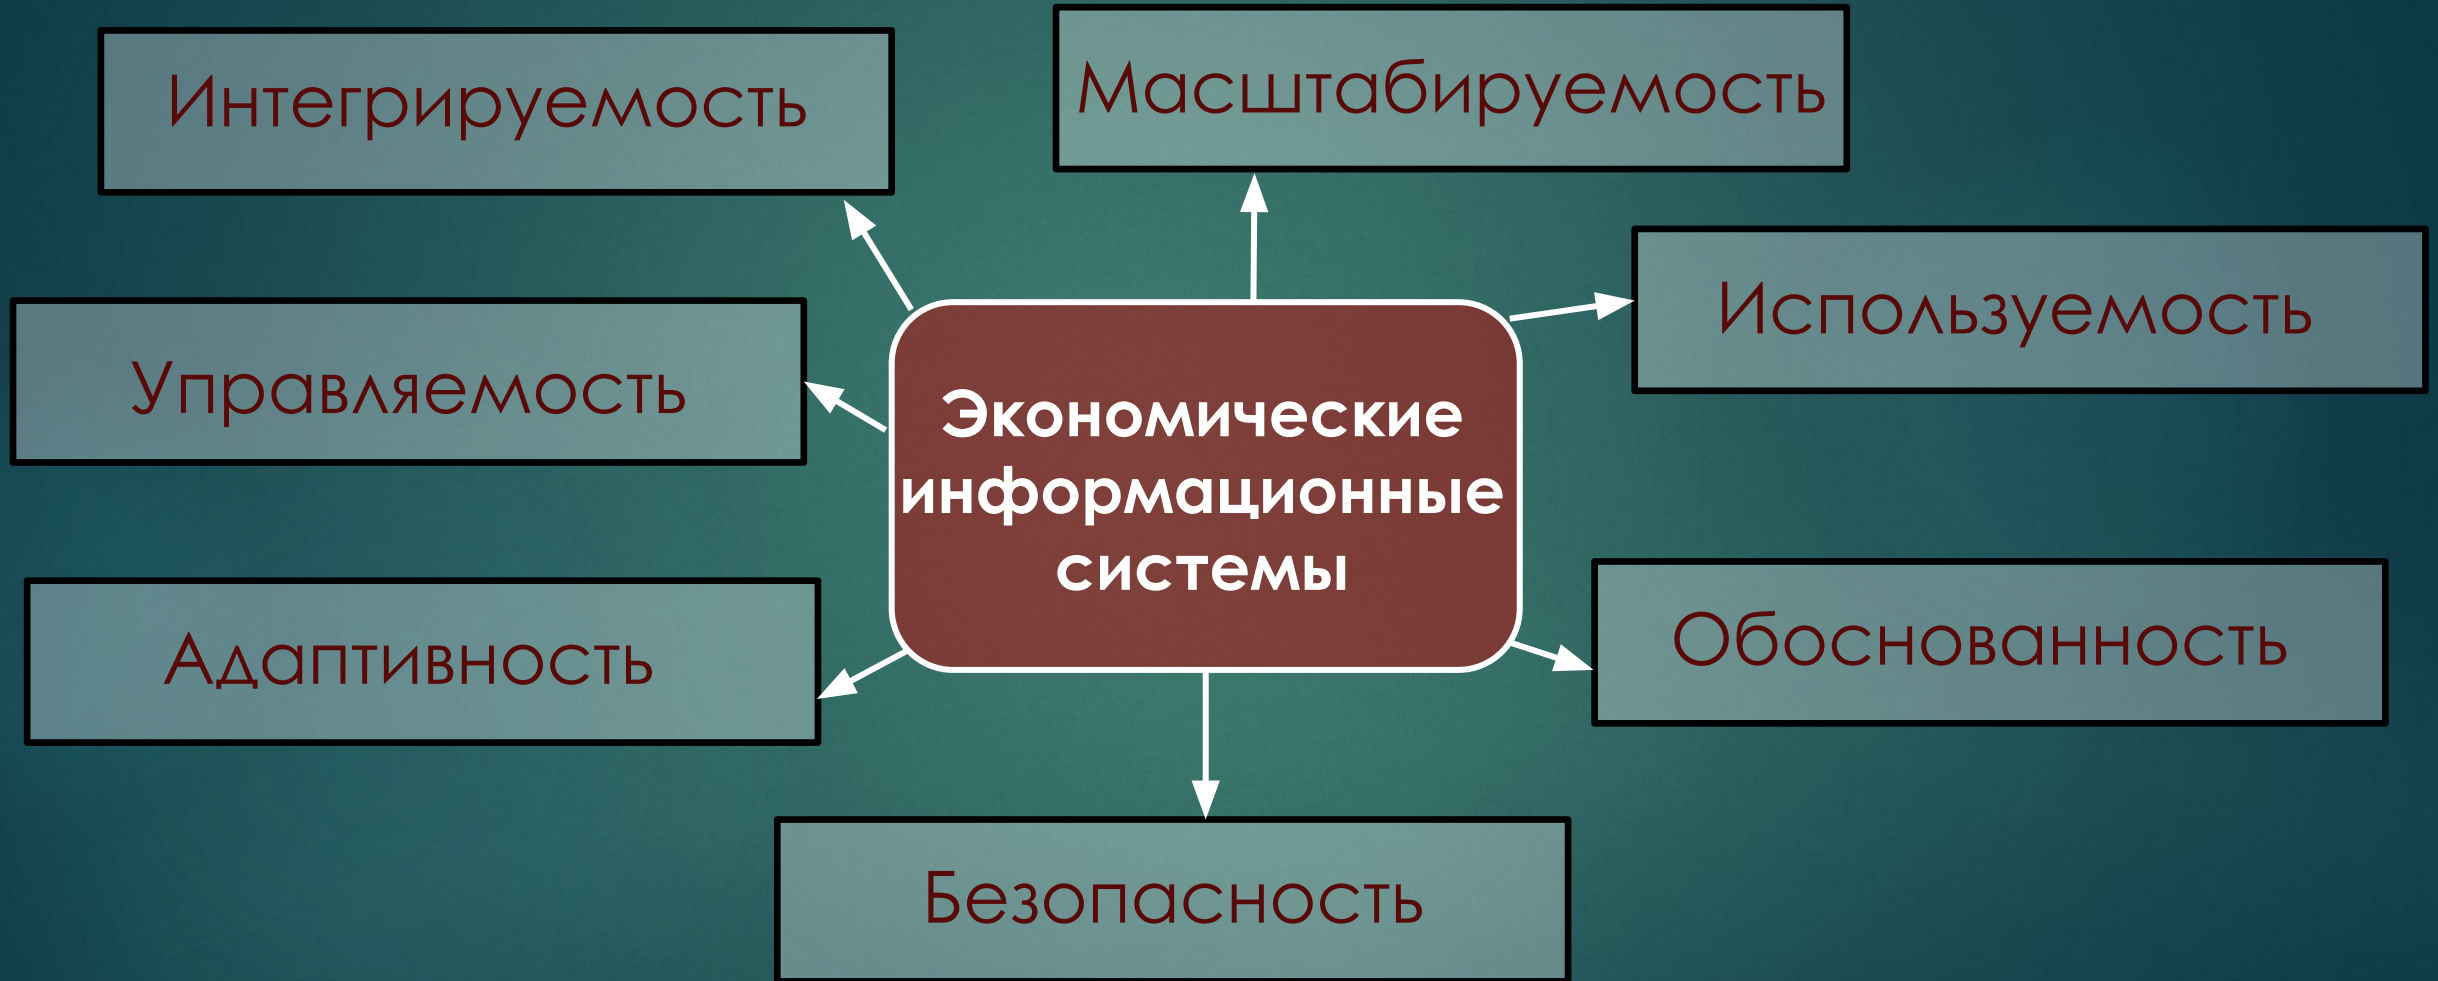 Интегрируемость
Масштабируемость
Используемость
Управляемость
Экономические
информационные
системы
Адаптивность
Обоснованность
Безопасность